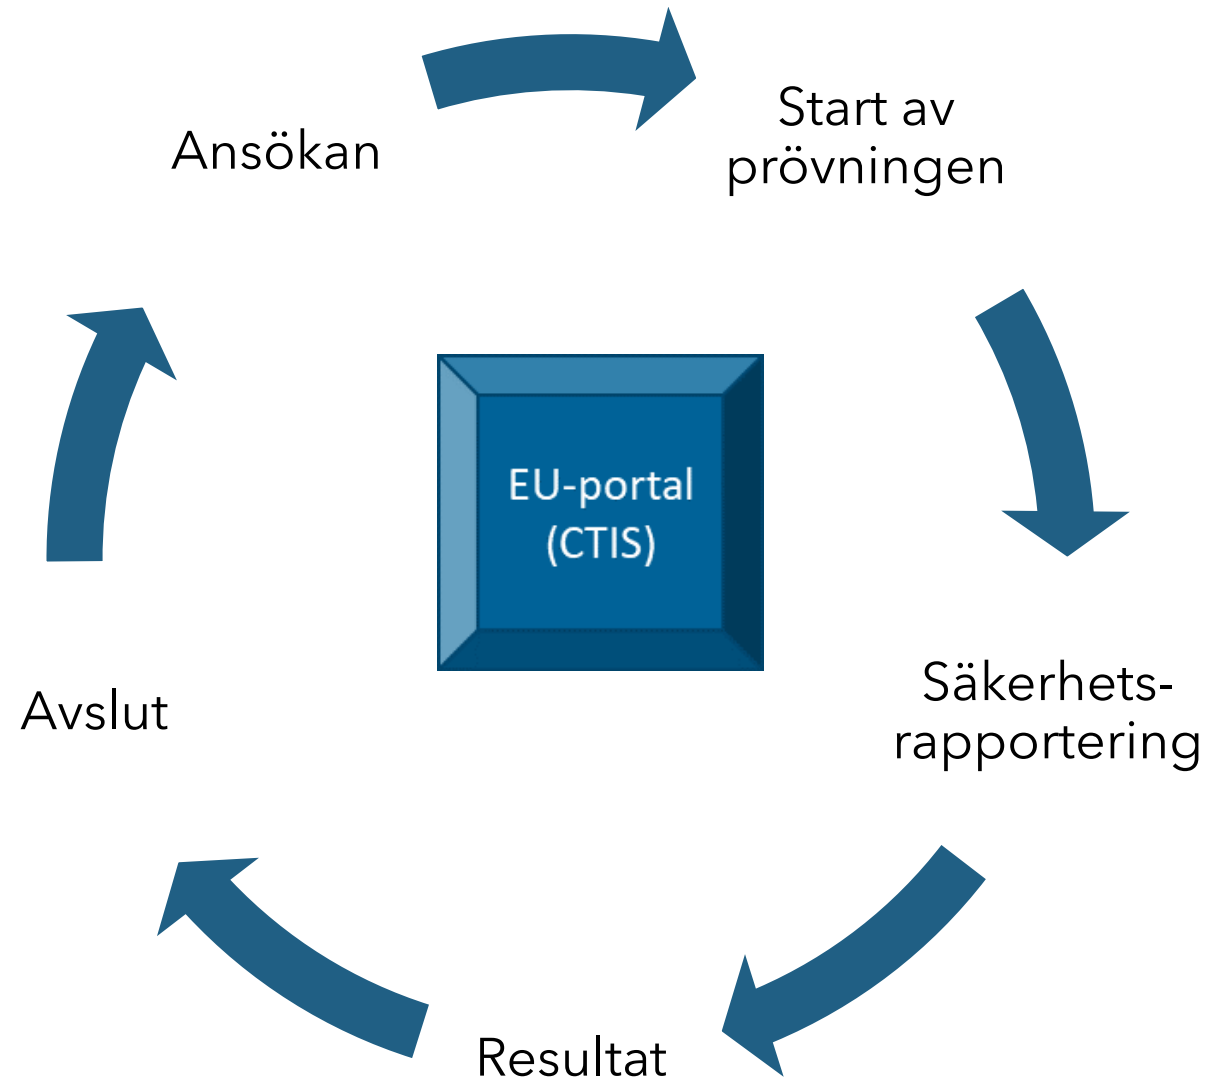 Ansökan
Start av
prövningen
EU-portal
(CTIS)
Säkerhets-
rapportering
Resultat
Avslut